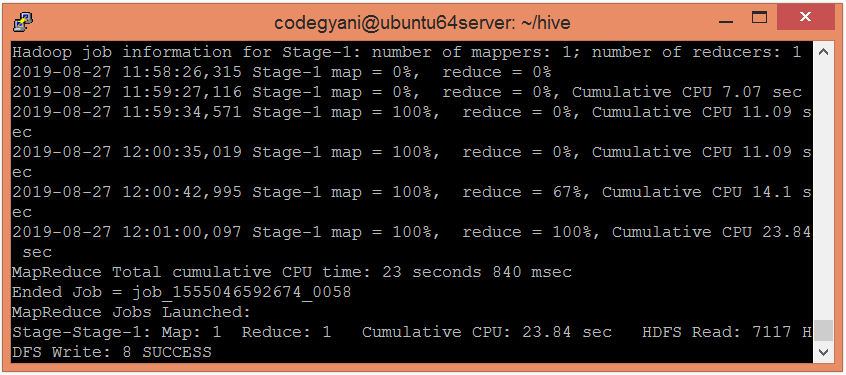 codegyani@ubuntu64server: ~/hive
Hadoop job information for Stage-1: number of mappers: 1; number of reducers: 1
2019-08-27 11:58:26,315 Stage-1 map = 0%,  reduce = 0%
2019-08-27 11:59:27,116 Stage-1 map = 0%,  reduce = 0%, Cumulative CPU 7.07 sec
2019-08-27 11:59:34,571 Stage-1 map = 100%,  reduce = 0%, Cumulative CPU 11.09 s
ec
2019-08-27 12:00:35,019 Stage-1 map = 100%,  reduce = 0%, Cumulative CPU 11.09 s
ec
2019-08-27 12:00:42,995 Stage-1 map = 100%,  reduce = 67%, Cumulative CPU 14.1 s
ec
2019-08-27 12:01:00,097 Stage-1 map = 100%,  reduce = 100%, Cumulative CPU 23.84
 sec
MapReduce Total cumulative CPU time: 23 seconds 840 msec
Ended Job = job_1555046592674_0058
MapReduce Jobs Launched:
Stage-Stage-1: Map: 1  Reduce: 1   Cumulative CPU: 23.84 sec   HDFS Read: 7117 H
DFS Write: 8 SUCCESS